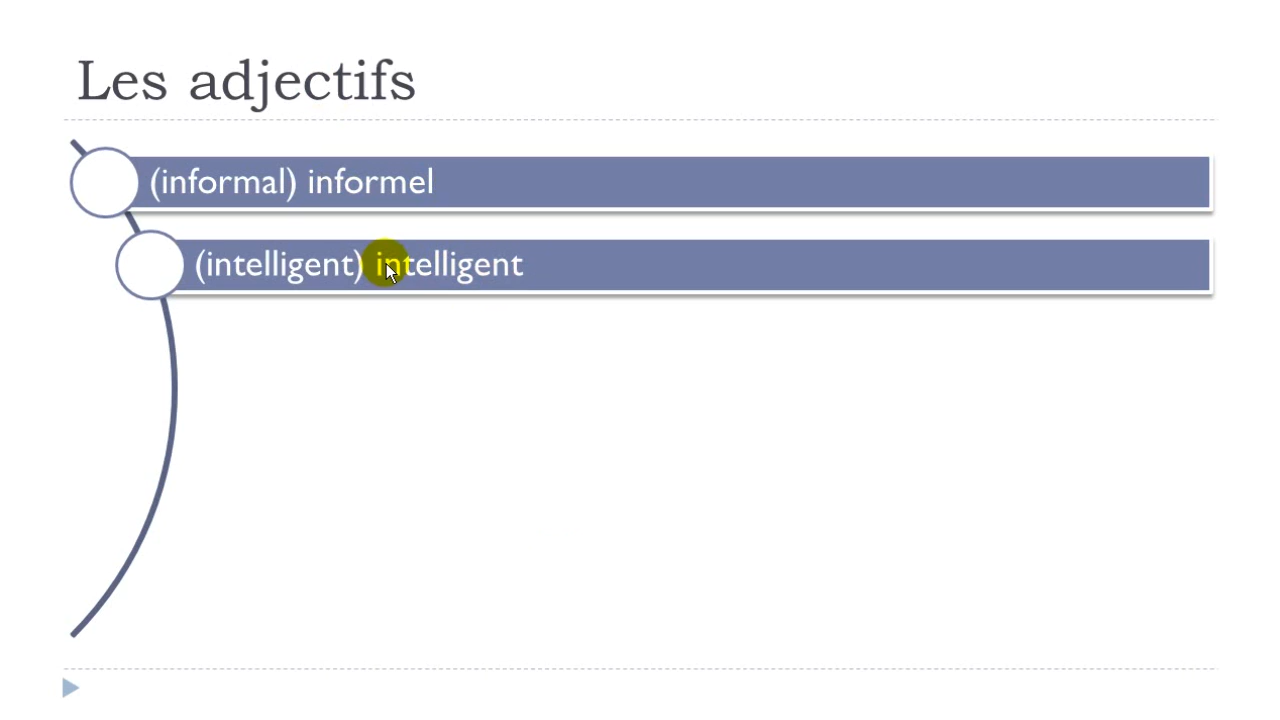 Les adjectifs
(informal) informel
(intelligent) intelligent